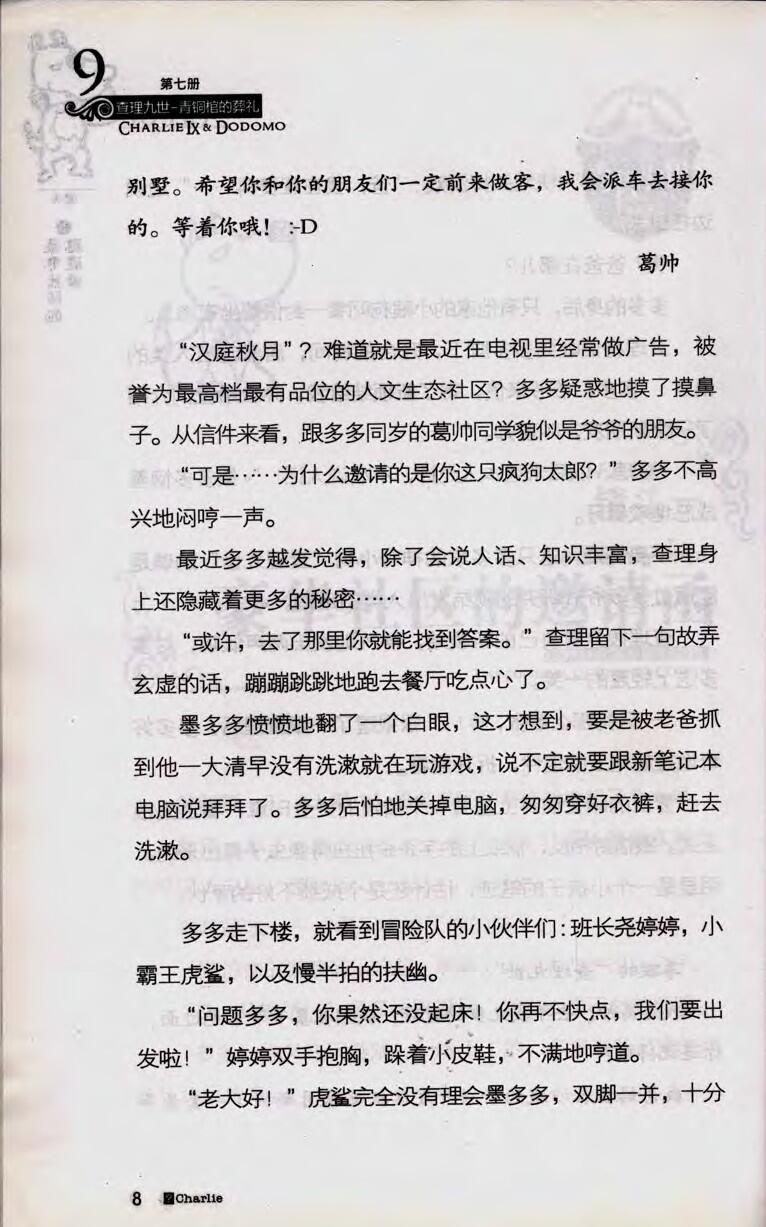 9
第七册
查理九世-青铜棺的葬礼
CHARLIE IX & DODOMO
别墅。希望你和你的朋友们一定前来做客，我会派车去接你
的。等着你哦！:-D
葛帅
“汉庭秋月”？难道就是最近在电视里经常做广告，被
誉为最高档最有品位的人文生态社区？多多疑惑地摸了摸鼻
子。从信件来看，跟多多同岁的葛帅同学貌似是爷爷的朋友。
“可是……为什么邀请的是你这只疯狗太郎？”多多不高
兴地闷哼一声。
最近多多越发觉得，除了会说人话、知识丰富，查理身
上还隐藏着更多的秘密……
“或许，去了那里你就能找到答案。”查理留下一句故弄
玄虚的话，蹦蹦跳跳地跑去餐厅吃点心了。
墨多多愤愤地翻了一个白眼，这才想到，要是被老爸抓
到他一大清早没有洗漱就在玩游戏，说不定就要跟新笔记本
电脑说拜拜了。多多后怕地关掉电脑，匆匆穿好衣裤，赶去
洗漱。
多多走下楼，就看到冒险队的小伙伴们：班长尧婷婷，小
霸王虎鲨，以及慢半拍的扶幽。
“问题多多，你果然还没起床！你再不快点，我们要出
发啦！”婷婷双手抱胸，跺着小皮鞋，不满地哼道。
“老大好！”虎鲨完全没有理会墨多多，双脚一并，十分
8 Charlie